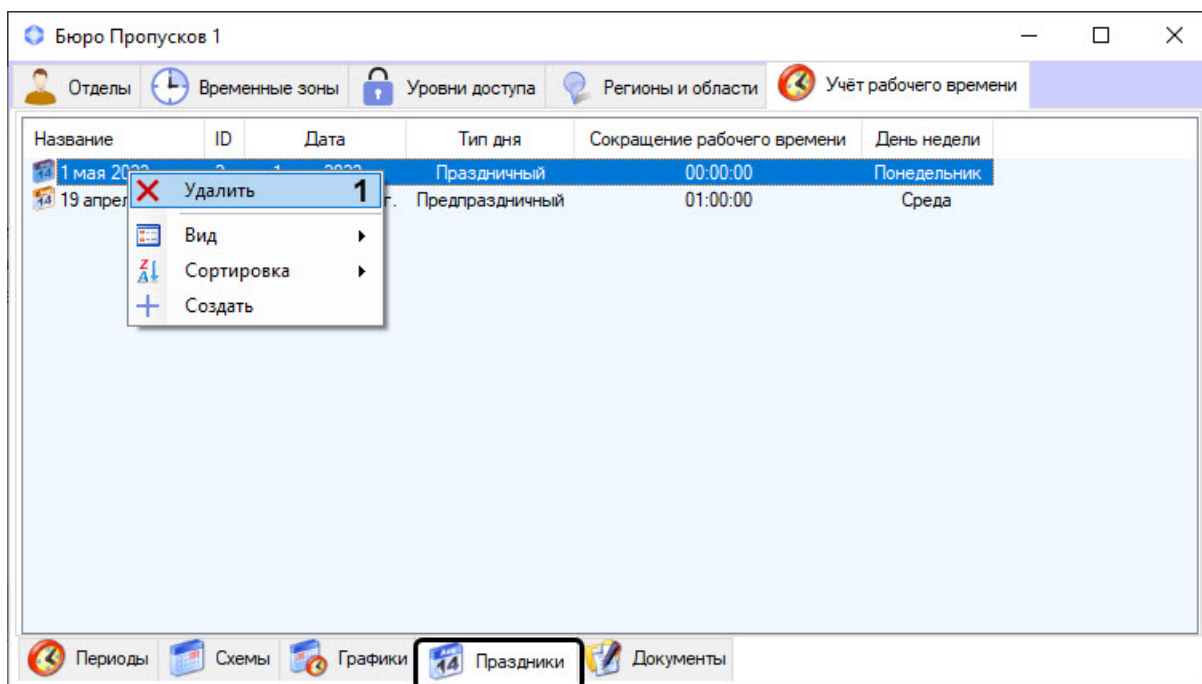 Бюро Пропусков 1
Отделы Временные зоны Уровни доступа Регионы и области Учёт рабочего времени
Название ID Дата Тип дня Сокращение рабочего времени День недели
1 мая Праздничный 00:00:00 Понедельник
19 г. Предпраздничный 01:00:00 Среда
Удалить 1
Вид
Сортировка
Создать
Периоды Схемы Графики 14 Праздники Документы